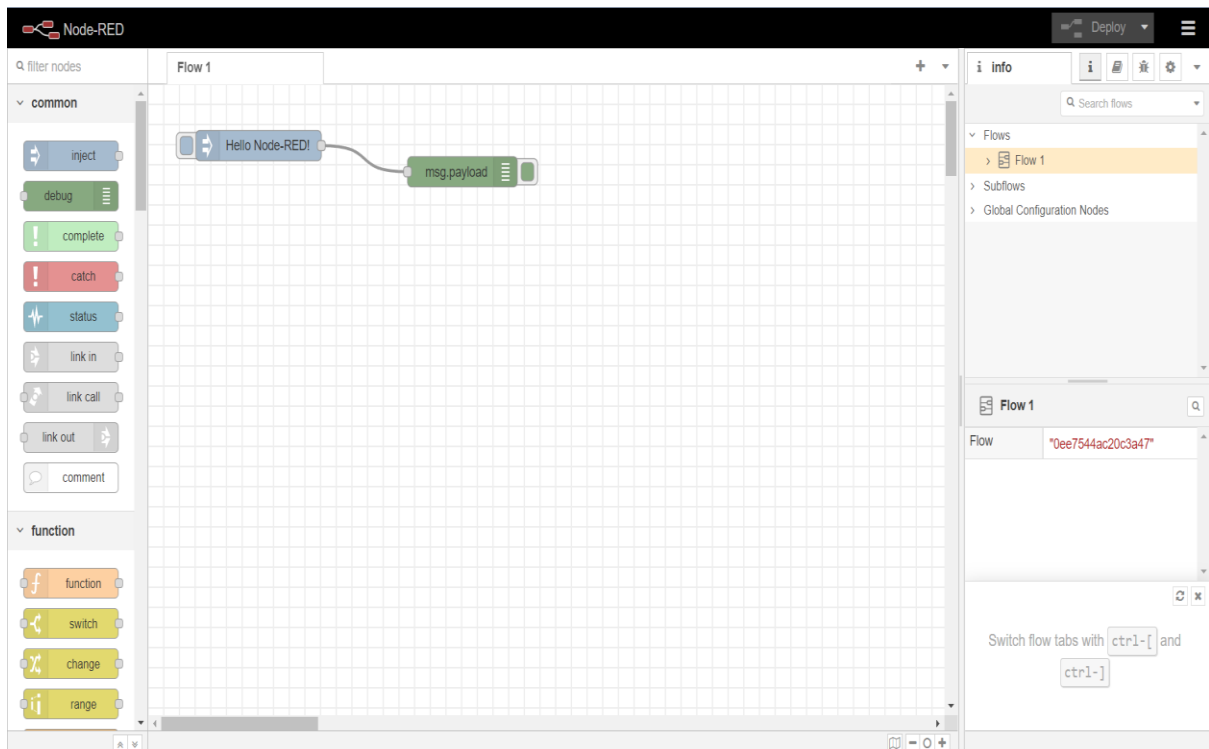 Node-RED
Deploy
filter nodes
Flow 1
i info
i
common
inject
debug
complete
catch
status
link in
link call
link out
comment
function
function
switch
change
range
Hello Node-RED!
msg.payload
Search flows
Flows
Flow 1
Subflows
Global Configuration Nodes
Flow 1
Flow "0ee7544ac20c3a47"
Switch flow tabs with ctrl-[ and
ctrl-]